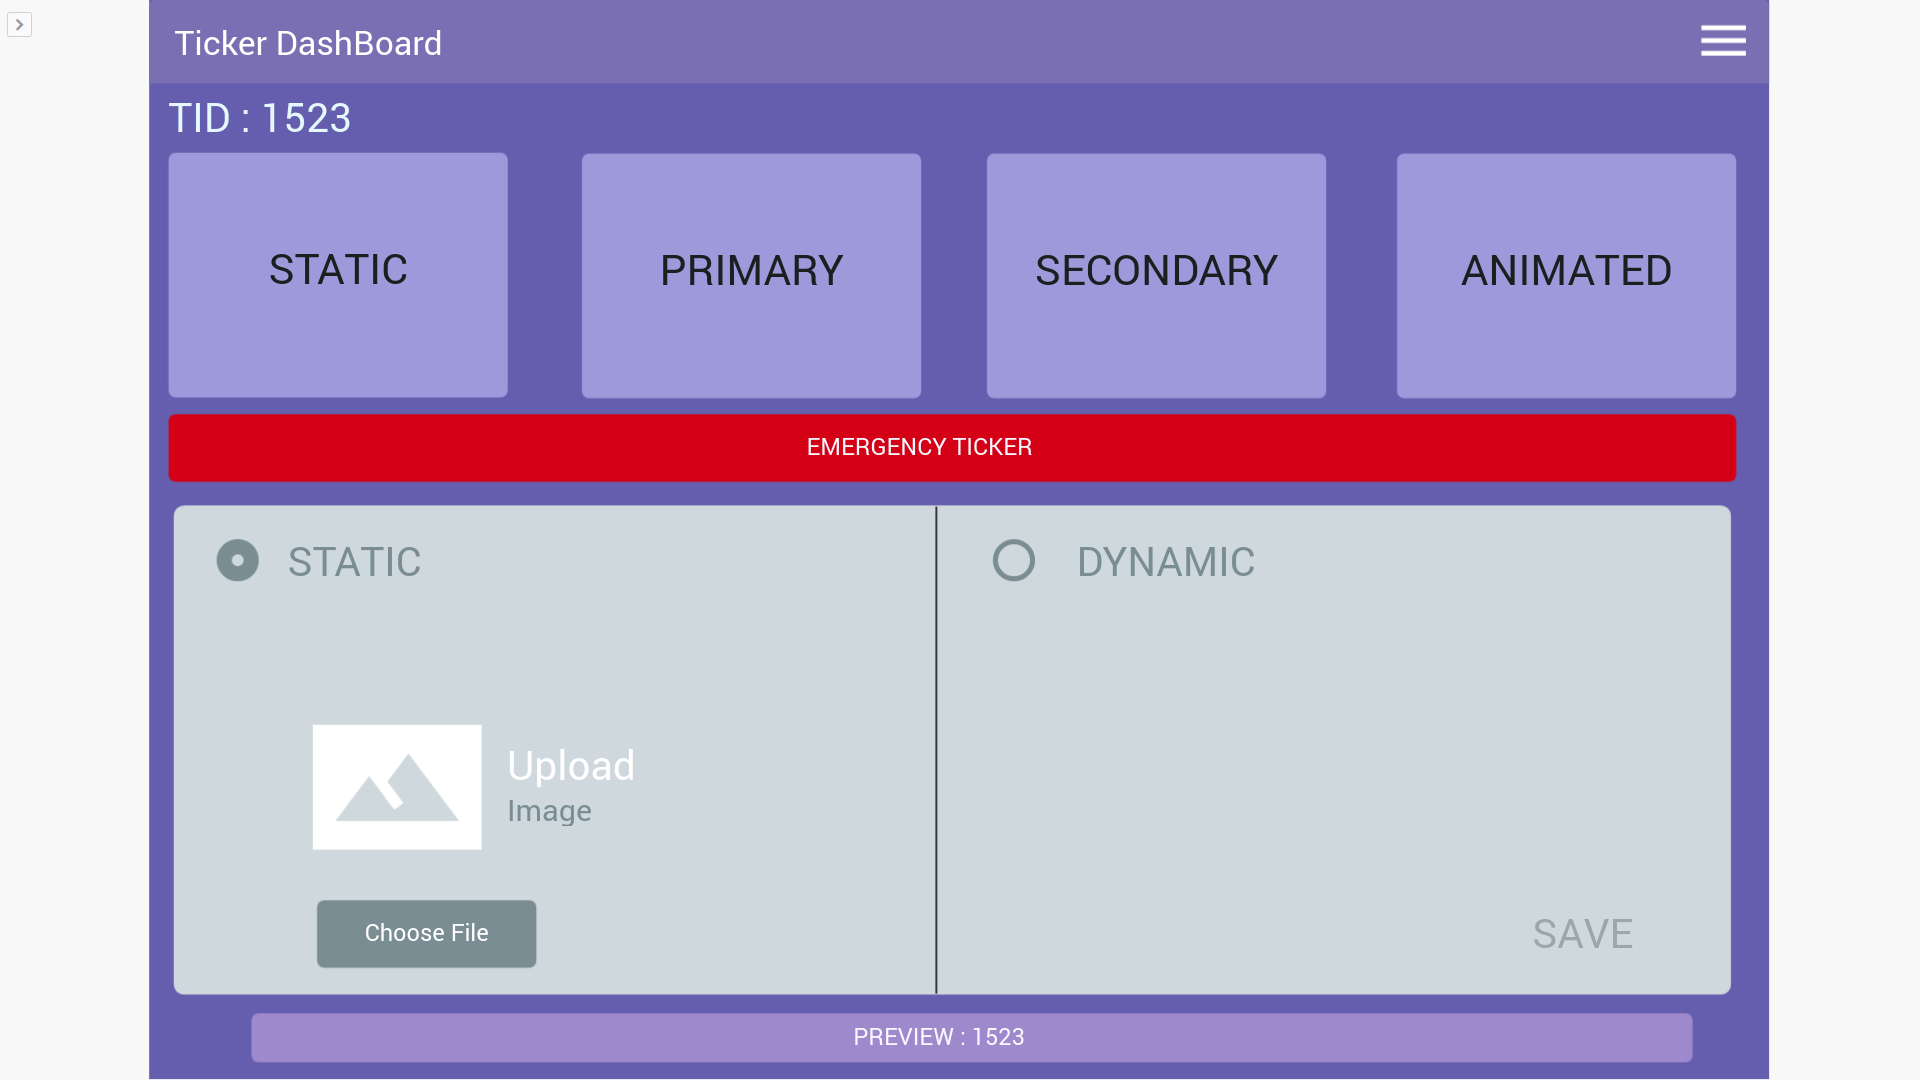 Ticker DashBoard
TID : 1523
STATIC
PRIMARY
SECONDARY
ANIMATED
EMERGENCY TICKER
STATIC
DYNAMIC
Upload
Image
Choose File
SAVE
PREVIEW : 1523